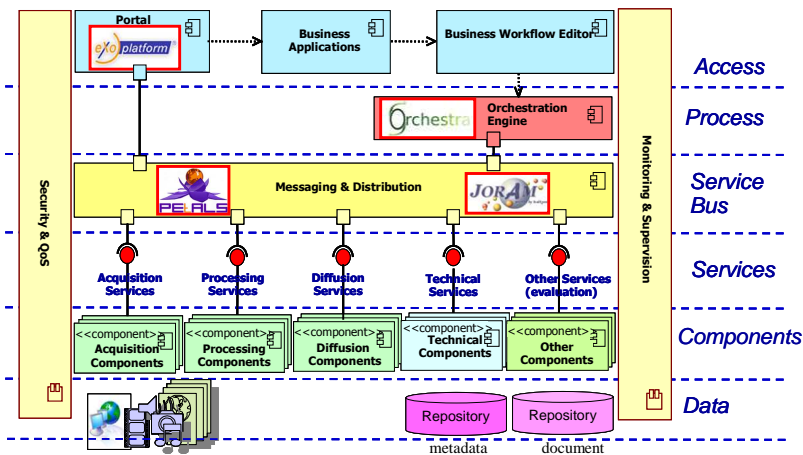 Portal
eXo platform
Business
Applications
Business Workflow Editor
Access
Orchestra
Orchestration
Engine
Process
Security & QoS
Monitoring & Supervision
PEtALS
Messaging & Distribution
JORAM
Service
Bus
Acquisition
Services
Processing
Services
Diffusion
Services
Technical
Services
Other Services
(evaluation)
Services
<<component>>
Acquisition
Components
<<component>>
Processing
Components
<<component>>
Diffusion
Components
<<component>>
Technical
Components
<<component>>
Other
Components
Components
Repository
metadata
Repository
document
Data